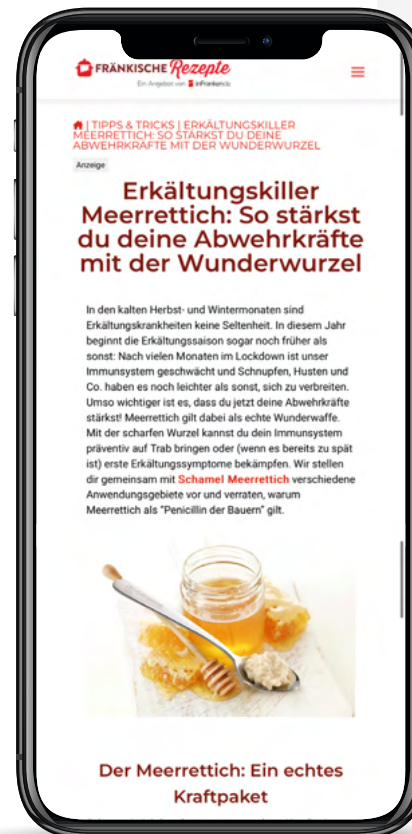 FRÄNKISCHE Rezepte
Ein Angebot von inFranken.de
| TIPPS & TRICKS | ERKÄLTUNGSKILLER
MEERRETTICH: SO STÄRKST DU DEINE
ABWEHRKRÄFTE MIT DER WUNDERWURZEL
Anzeige
Erkältungskiller
Meerrettich: So stärkst
du deine Abwehrkräfte
mit der Wunderwurzel
In den kalten Herbst- und Wintermonaten sind
Erkältungskrankheiten keine Seltenheit. In diesem Jahr
beginnt die Erkältungssaison sogar noch früher als
sonst: Nach vielen Monaten im Lockdown ist unser
Immunsystem geschwächt und Schnupfen, Husten und
Co. haben es noch leichter als sonst, sich zu verbreiten.
Umso wichtiger ist es, dass du jetzt deine Abwehrkräfte
stärkst! Meerrettich gilt dabei als echte Wunderwaffe.
Mit der scharfen Wurzel kannst du dein Immunsystem
präventiv auf Trab bringen oder (wenn es bereits zu spät
ist) erste Erkältungssymptome bekämpfen. Wir stellen
dir gemeinsam mit Schamel Meerrettich verschiedene
Anwendungsgebiete vor und verraten, warum
Meerrettich als "Penicillin der Bauern" gilt.
Der Meerrettich: Ein echtes
Kraftpaket